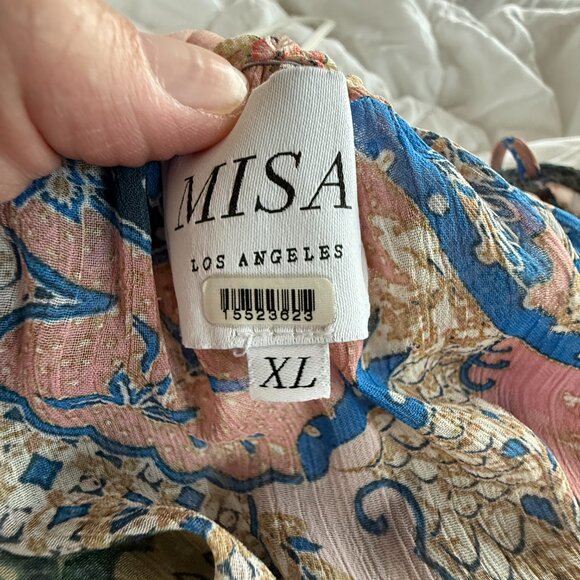 MISA
LOS ANGELES
15523623
XL